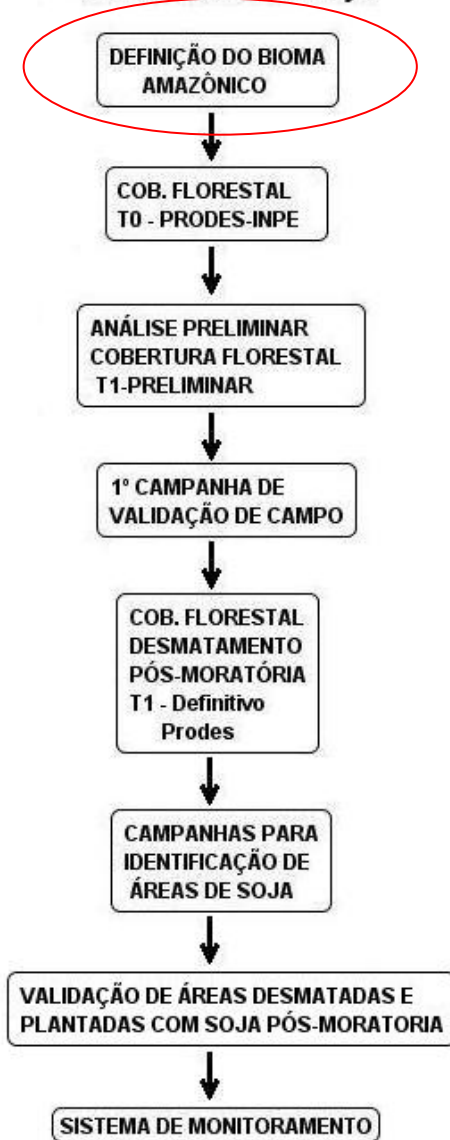 DEFINIÇÃO DO BIOMA
AMAZÔNICO
COB. FLORESTAL
T0 - PRODES-INPE
ANÁLISE PRELIMINAR
COBERTURA FLORESTAL
T1-PRELIMINAR
1º CAMPANHA DE
VALIDAÇÃO DE CAMPO
COB. FLORESTAL
DESMATAMENTO
PÓS-MORATÓRIA
T1 - Definitivo
Prodes
CAMPANHAS PARA
IDENTIFICAÇÃO DE
ÁREAS DE SOJA
VALIDAÇÃO DE ÁREAS DESMATADAS E
PLANTADAS COM SOJA PÓS-MORATORIA
SISTEMA DE MONITORAMENTO